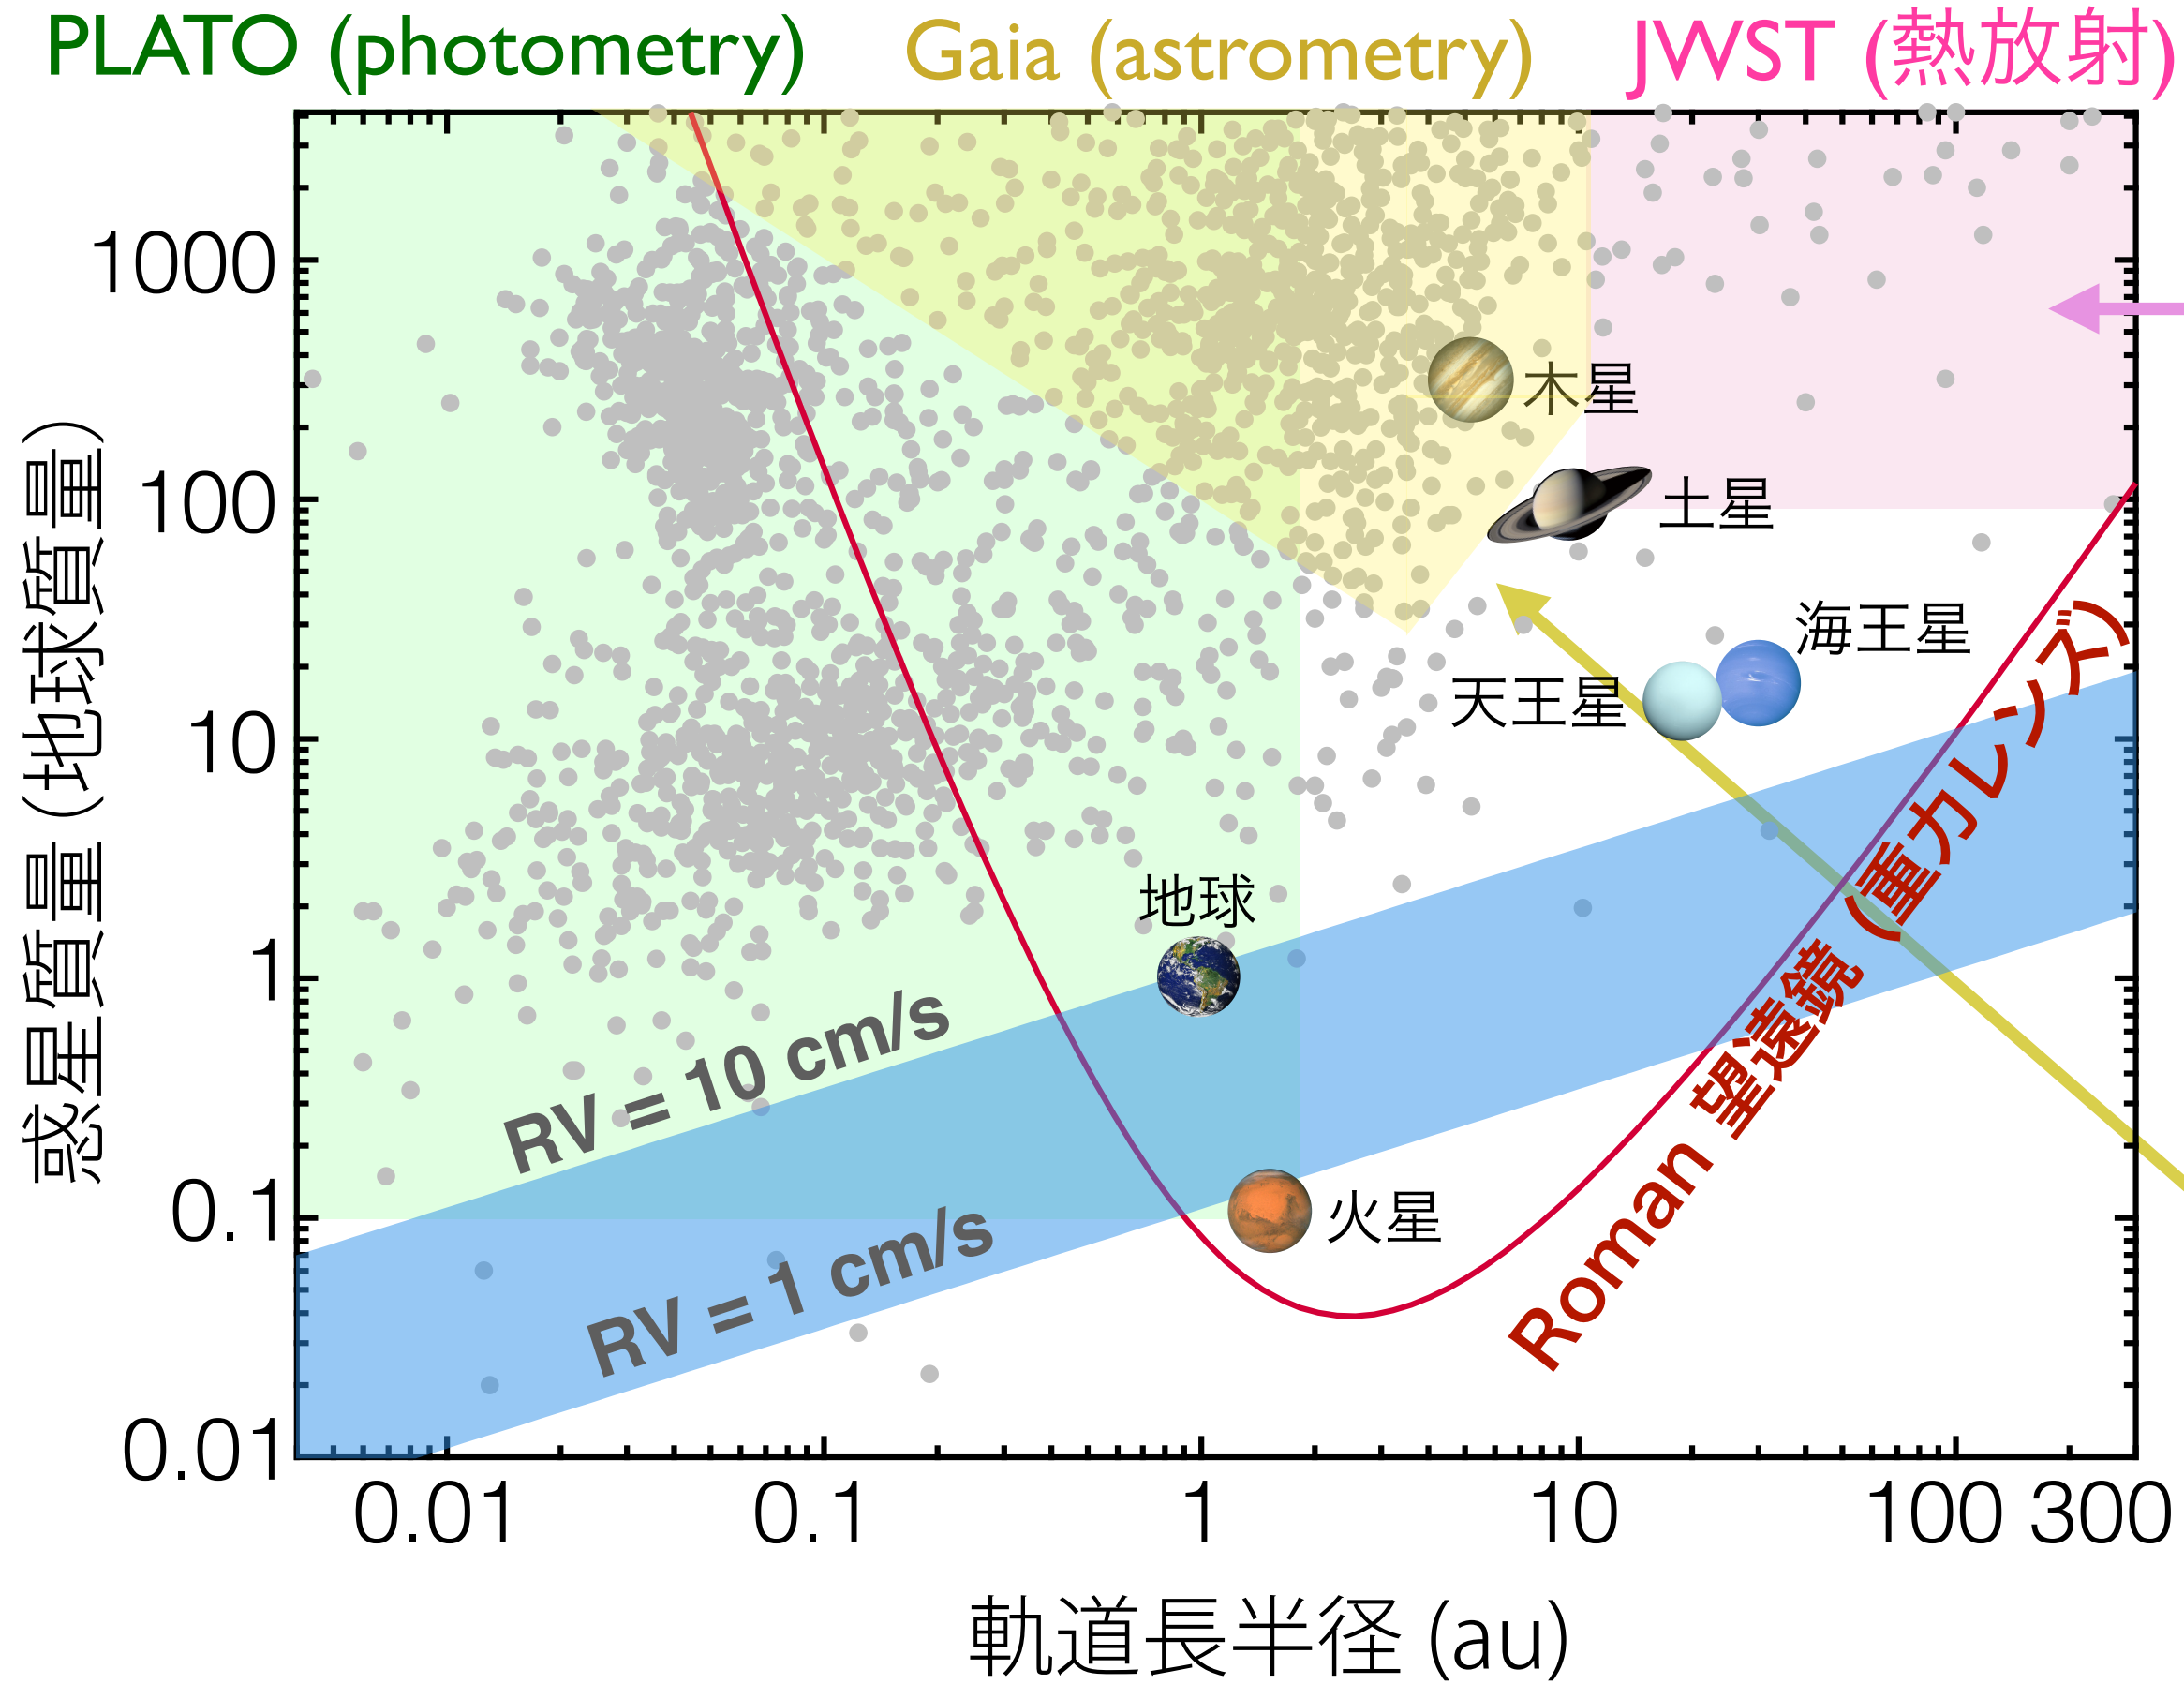 PLATO (photometry)
Gaia (astrometry)
JWST (熱放射)
惑星質量 (地球質量)
1000
100
10
1
0.1
0.01
木星
土星
海王星
天王星
地球
火星
RV = 10 cm/s
RV = 1 cm/s
Roman 望遠鏡 (重力レンズ)
0.01
0.1
1
10
100
300
軌道長半径 (au)